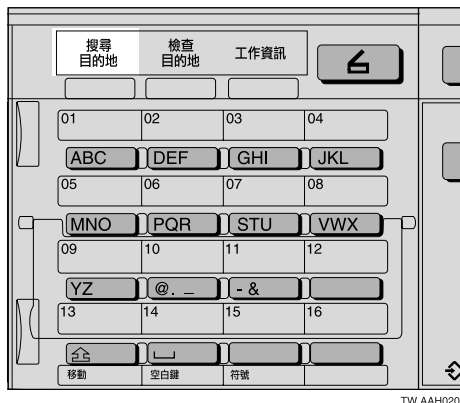 搜尋
目的地
檢查
目的地
工作資訊
01 02 03 04
ABC DEF GHI JKL
05 06 07 08
MNO PQR STU VWX
09 10 11 12
YZ @. _ - &
13 14 15 16
移動 空白鍵 符號
TW AAH020